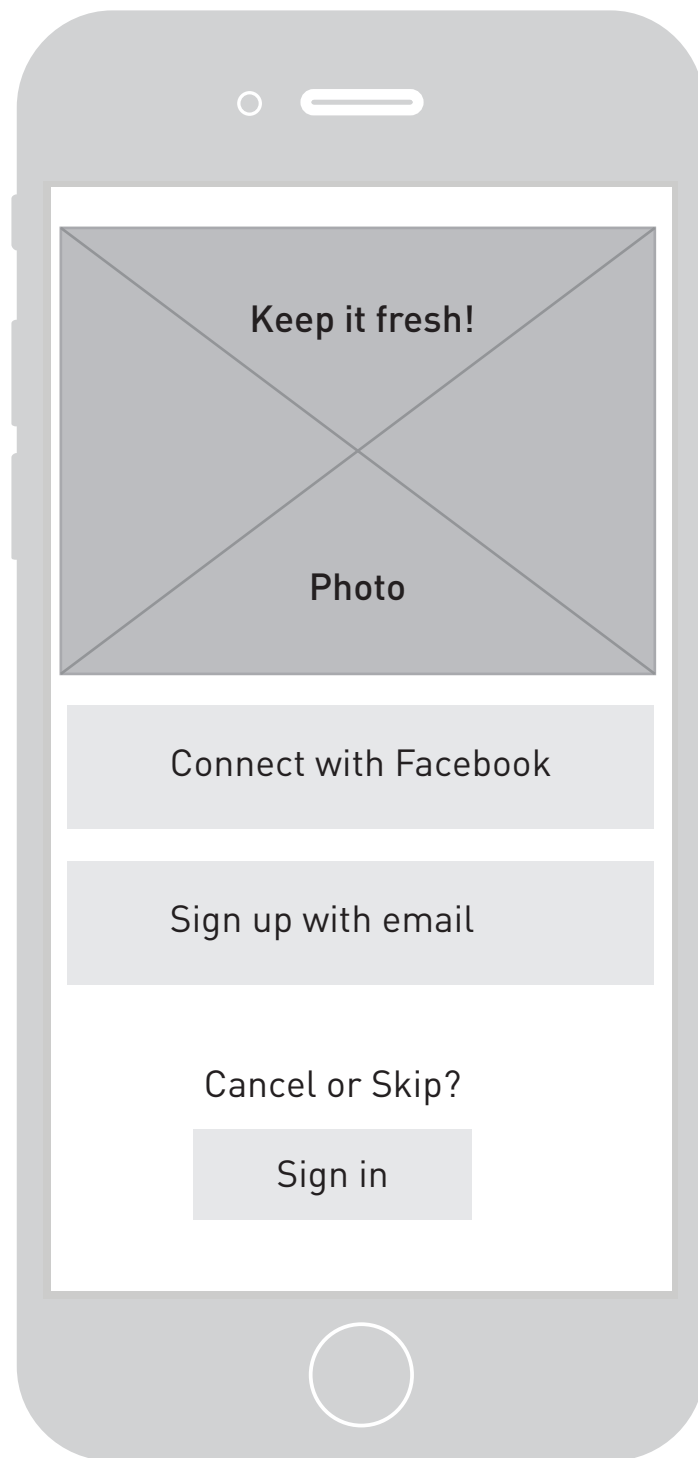 Keep it fresh!
Photo
Connect with Facebook
Sign up with email
Cancel or Skip?
Sign in